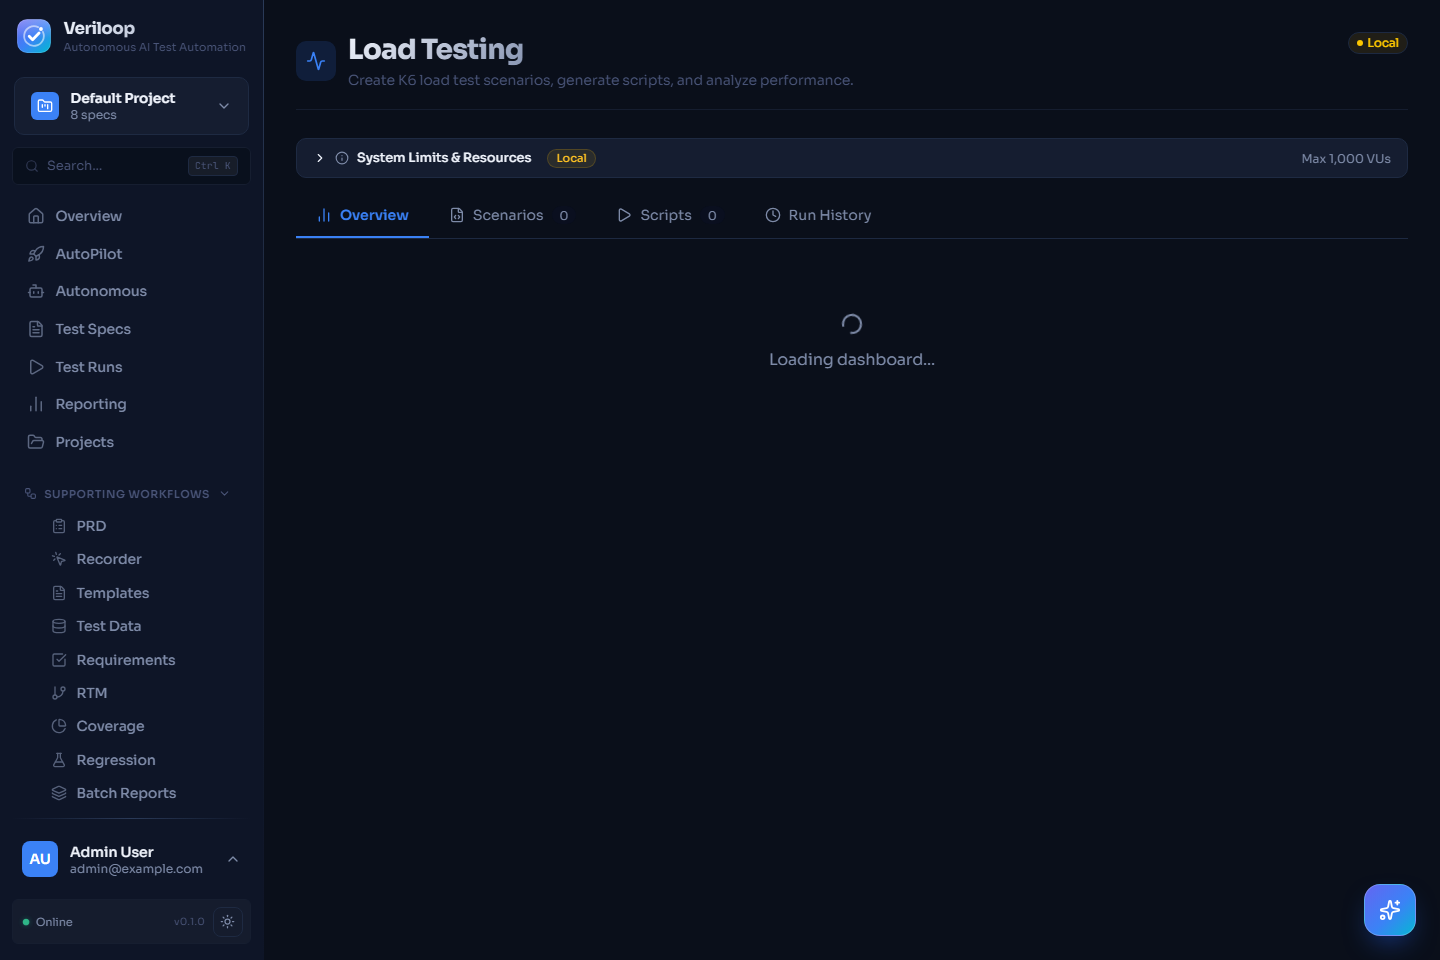 Veriloop
Autonomous AI Test Automation
Default Project
8 specs
Search...
Ctrl K
Overview
AutoPilot
Autonomous
Test Specs
Test Runs
Reporting
Projects
SUPPORTING WORKFLOWS
PRD
Recorder
Templates
Test Data
Requirements
RTM
Coverage
Regression
Batch Reports
AU
Admin User
admin@example.com
Online
v0.1.0
Load Testing
Create K6 load test scenarios, generate scripts, and analyze performance.
Local
System Limits & Resources
Local
Max 1,000 VUs
Overview
Scenarios 0
Scripts 0
Run History
Loading dashboard...